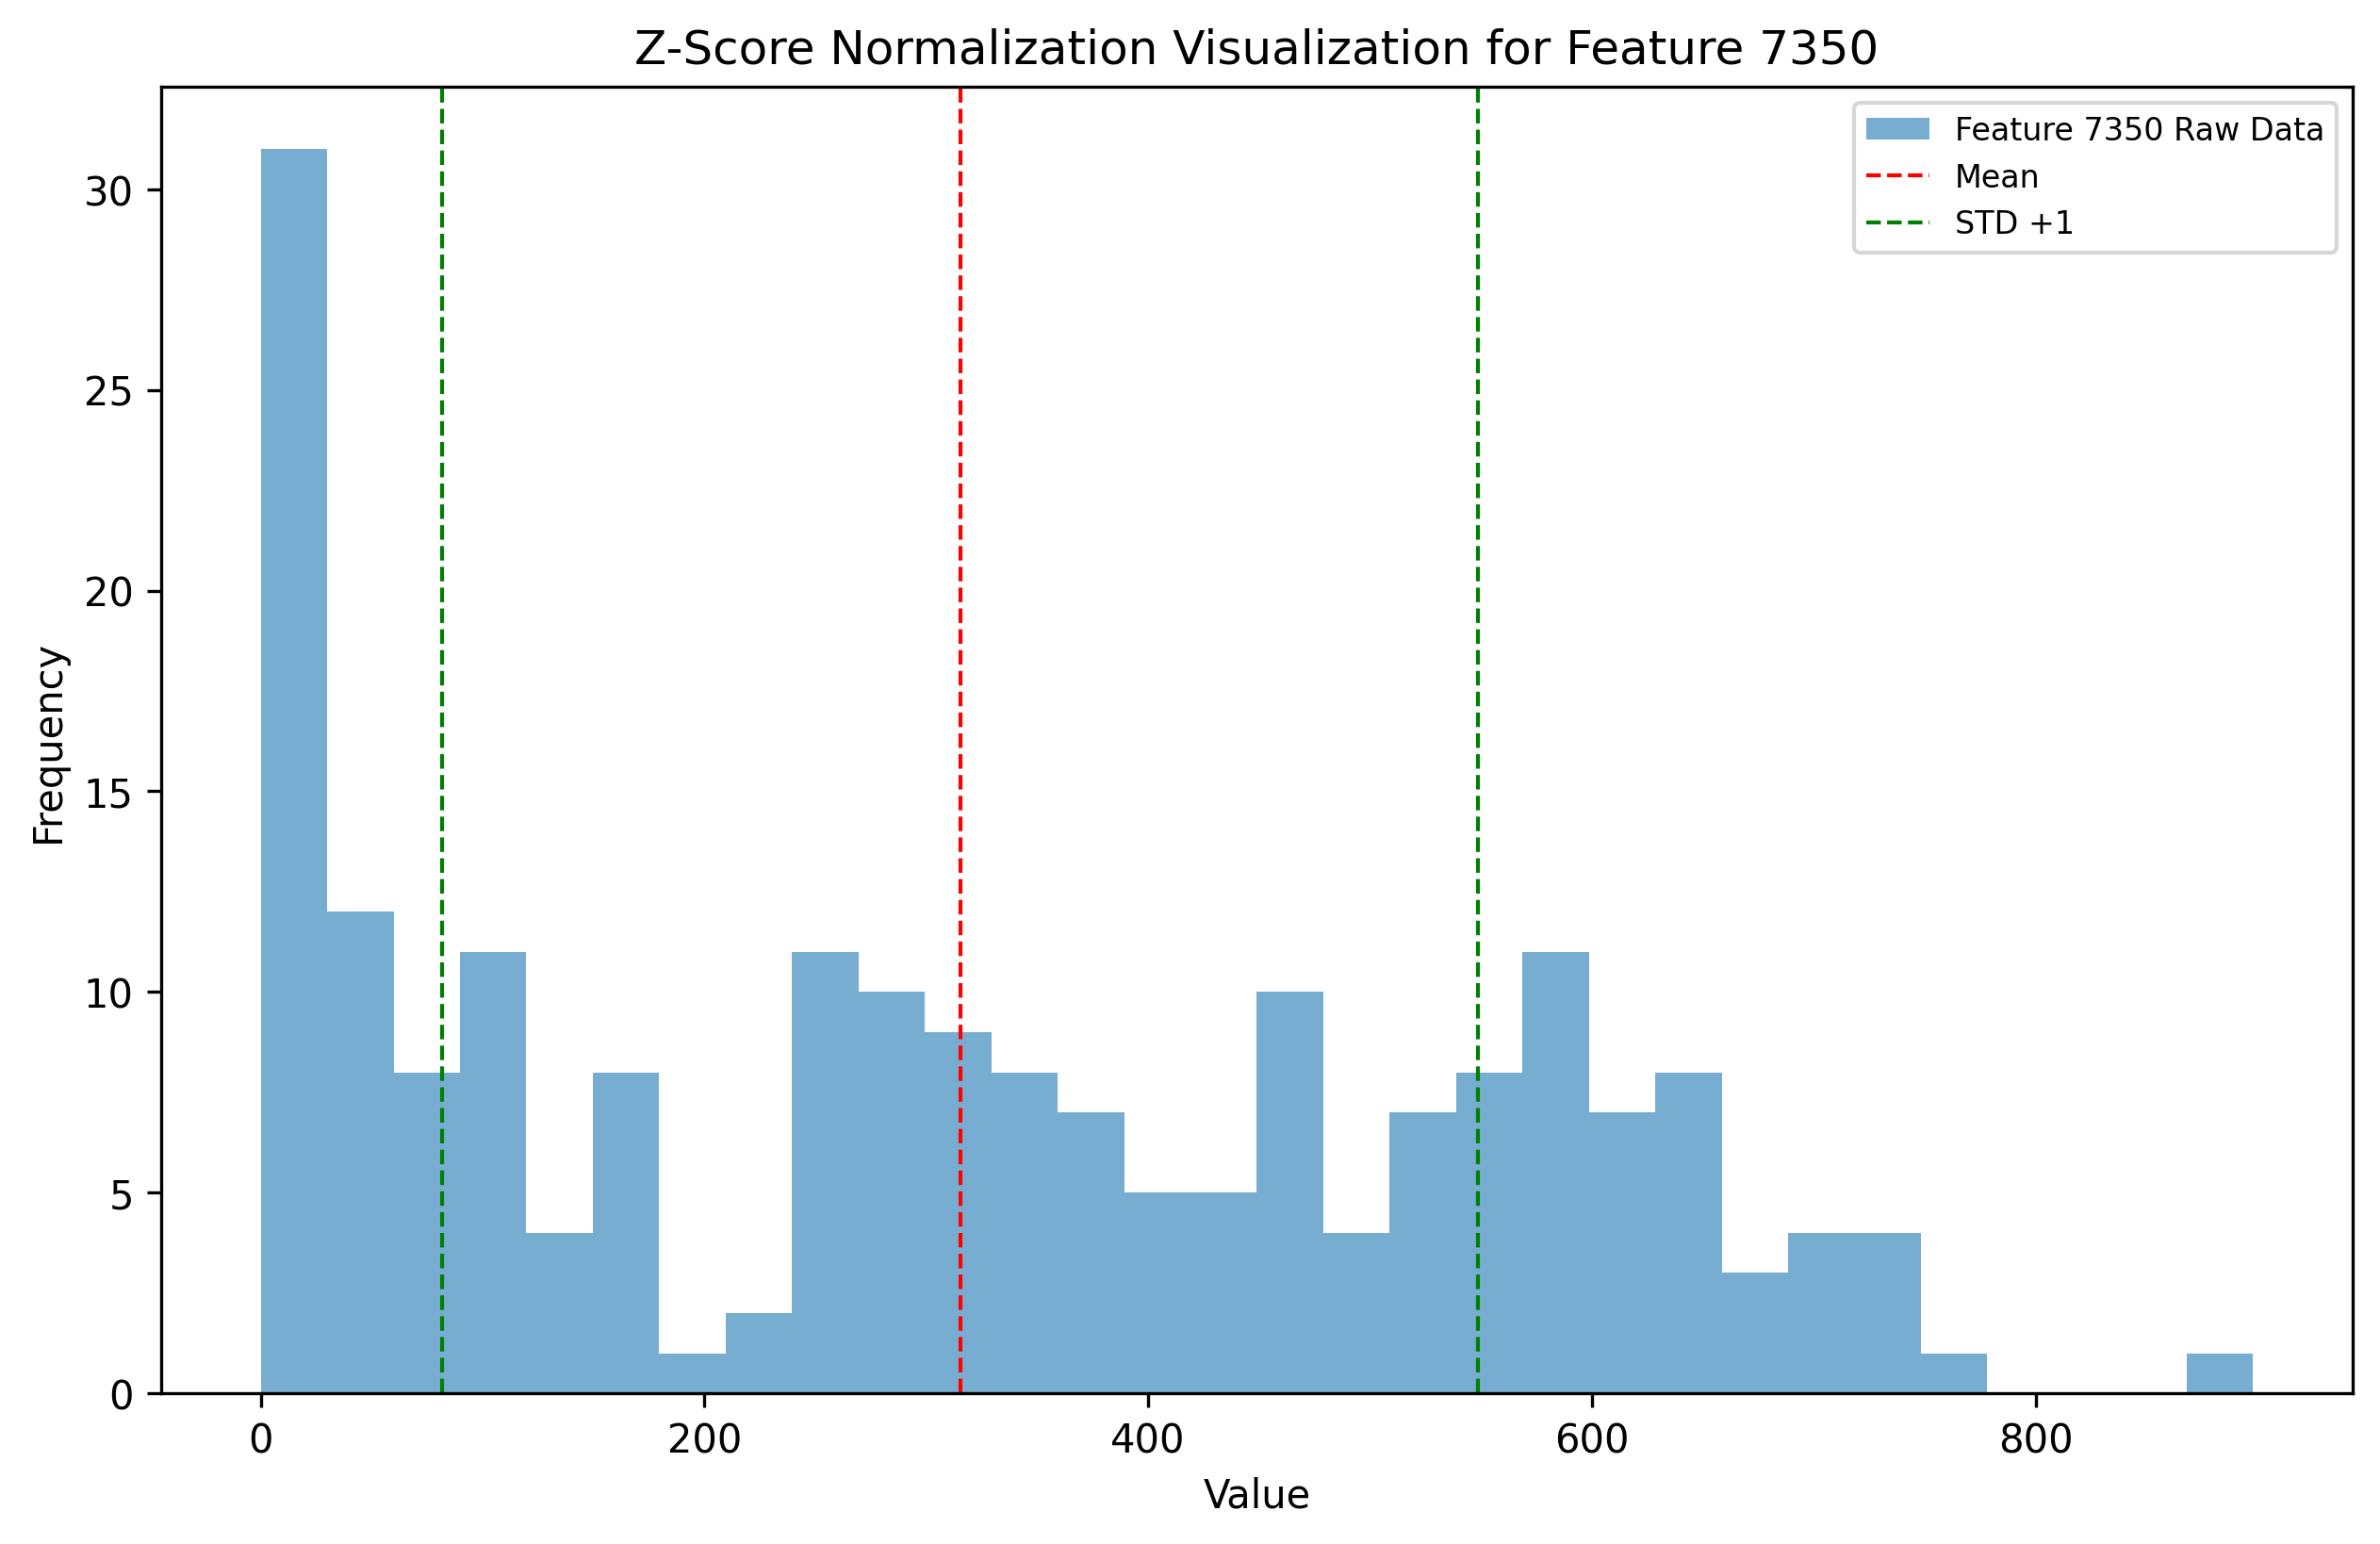 Z-Score Normalization Visualization for Feature 7350
Feature 7350 Raw Data
Mean
STD +1
30
25
20
15
10
5
0
Frequency
0 200 400 600 800
Value